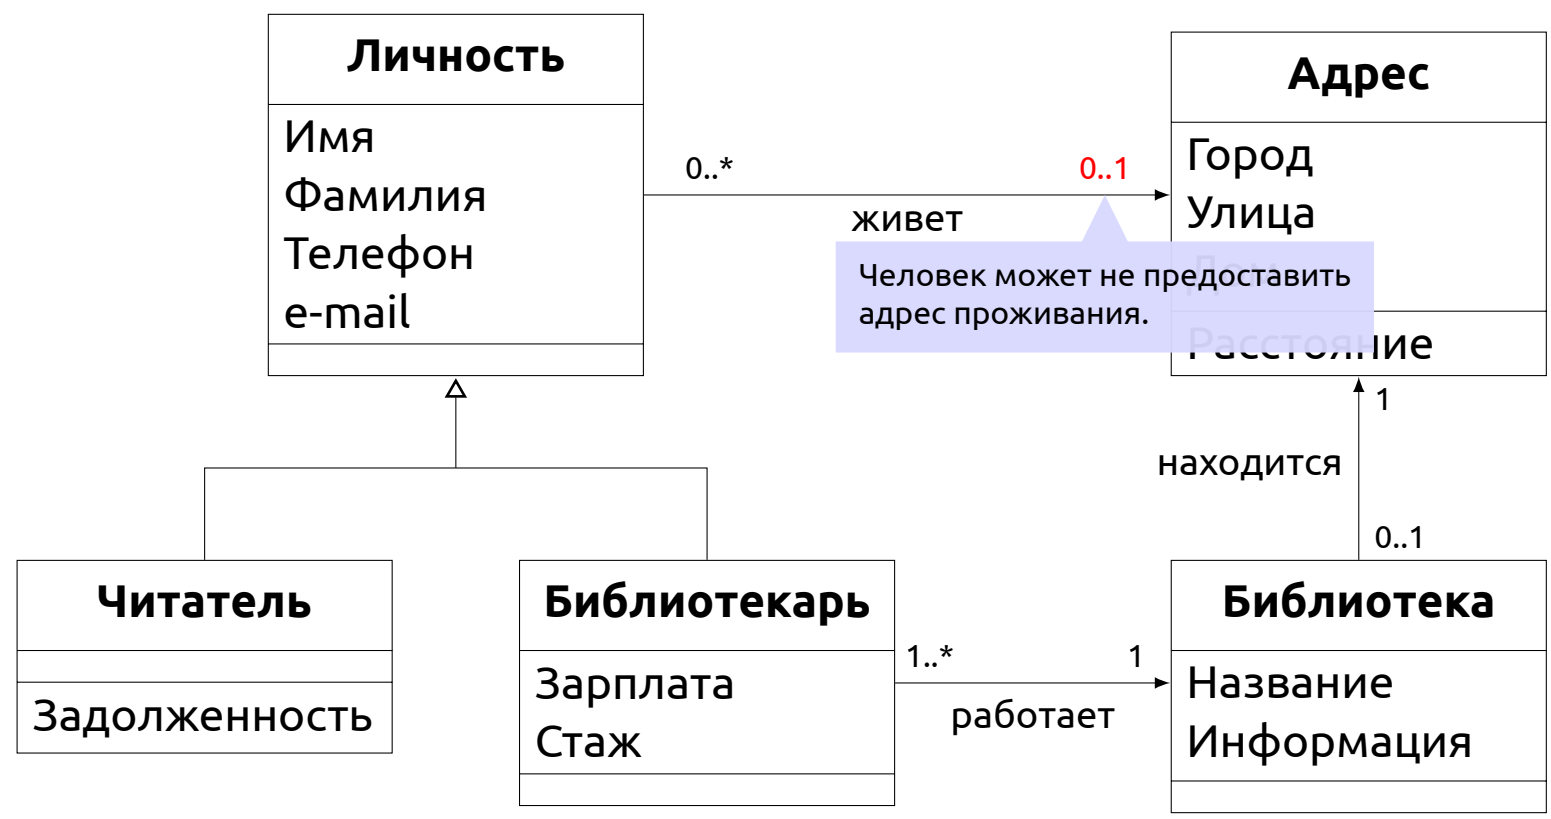 Личность
Имя
Фамилия
Телефон
e-mail
0..*
0..1
живет
Адрес
Город
Улица
Дом
Расстояние
Человек может не предоставить
адрес проживания.
1
находится
0..1
Читатель
Задолженность
Библиотекарь
Зарплата
Стаж
1..*
1
работает
Библиотека
Название
Информация